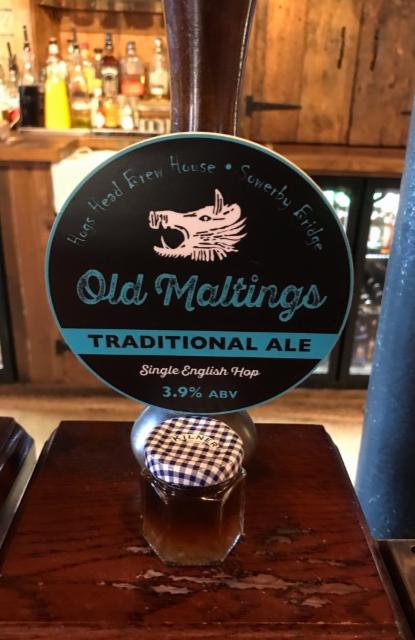 Hogs Head Brew House • Sowerby Bridge
Old Maltings
TRADITIONAL ALE
Single English Hop
3.9% ABV
KILNER